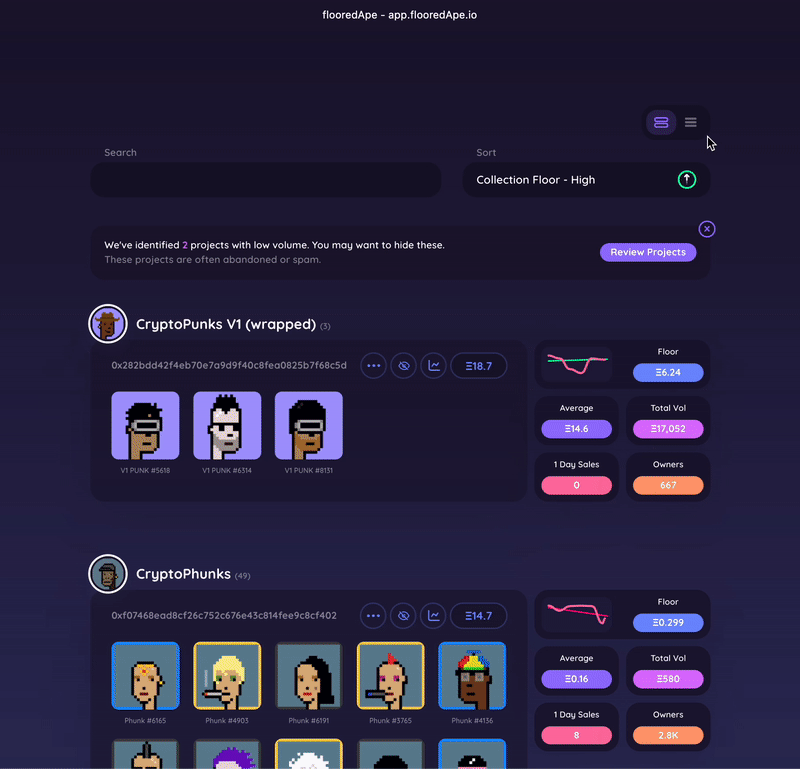 flooredApe - app.flooredApe.io
Search
Sort
Collection Floor - High
We've identified 2 projects with low volume. You may want to hide these.
These projects are often abandoned or spam.
Review Projects
CryptoPunks V1 (wrapped) (3)
0x282bdd42f4eb70e7a9d9f40c8fea0825b7f68c5d
Ξ18.7
V1 PUNK #5618
V1 PUNK #6314
V1 PUNK #8131
Floor
Ξ6.24
Average
Ξ14.6
Total Vol
Ξ17,052
1 Day Sales
0
Owners
667
CryptoPhunks (49)
0xf07468ead8cf26c752c676e43c814fee9c8cf402
Ξ14.7
Phunk #6165
Phunk #4903
Phunk #6191
Phunk #3765
Phunk #4136
Floor
Ξ0.299
Average
Ξ0.16
Total Vol
Ξ580
1 Day Sales
8
Owners
2.8K